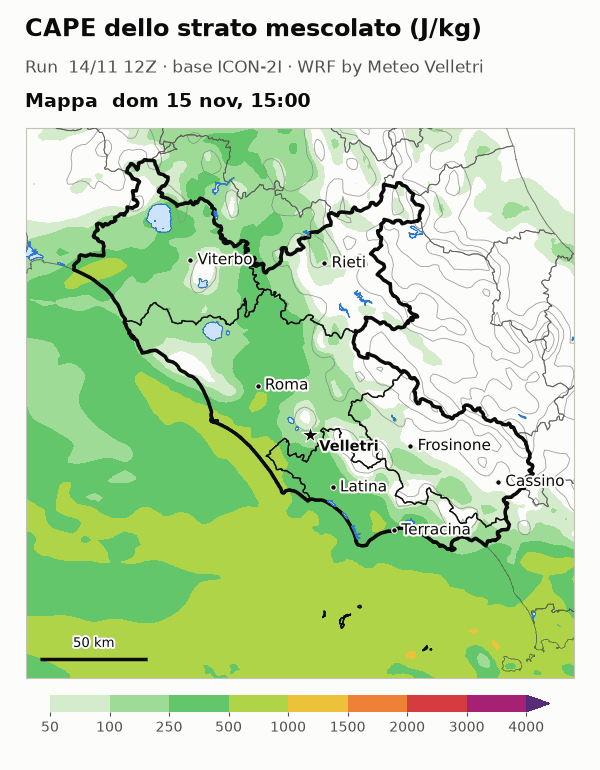 CAPE dello strato mescolato (J/kg)
Run 14/11 12Z · base ICON-2I · WRF by Meteo Velletri
Mappa dom 15 nov, 15:00
Viterbo
Rieti
Roma
Velletri
Frosinone
Latina
Cassino
Terracina
50 km
50 100 250 500 1000 1500 2000 3000 4000